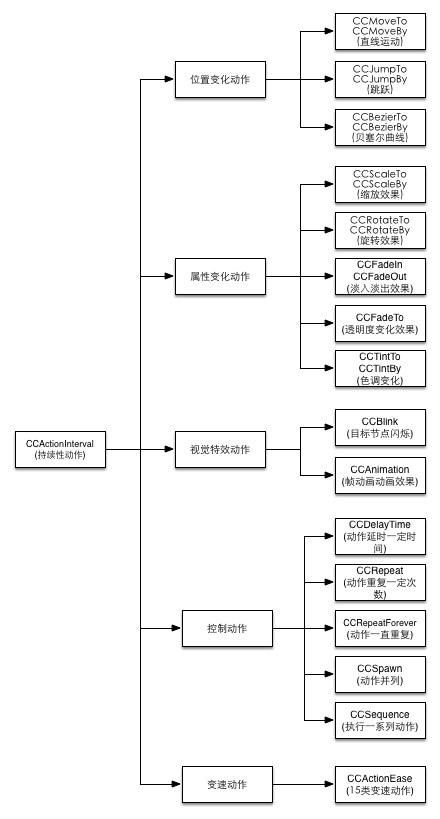 CCActionInterval
(持续性动作)
位置变化动作
CCMoveTo
CCMoveBy
(直线运动)
CCJumpTo
CCJumpBy
(跳跃)
CCBezierTo
CCBezierBy
(贝塞尔曲线)
属性变化动作
CCScaleTo
CCScaleBy
(缩放效果)
CCRotateTo
CCRotateBy
(旋转效果)
CCFadeIn
CCFadeOut
(淡入淡出效果)
CCFadeTo
(透明度变化效果)
CCTintTo
CCTintBy
(色调变化)
视觉特效动作
CCBlink
(目标节点闪烁)
CCAnimation
(帧动画动画效果)
控制动作
CCDelayTime
(动作延时一定时
间)
CCRepeat
(动作重复一定次
数)
CCRepeatForever
(动作一直重复)
CCSpawn
(动作并列)
CCSequence
(执行一系列动作)
变速动作
CCActionEase
(15类变速动作)